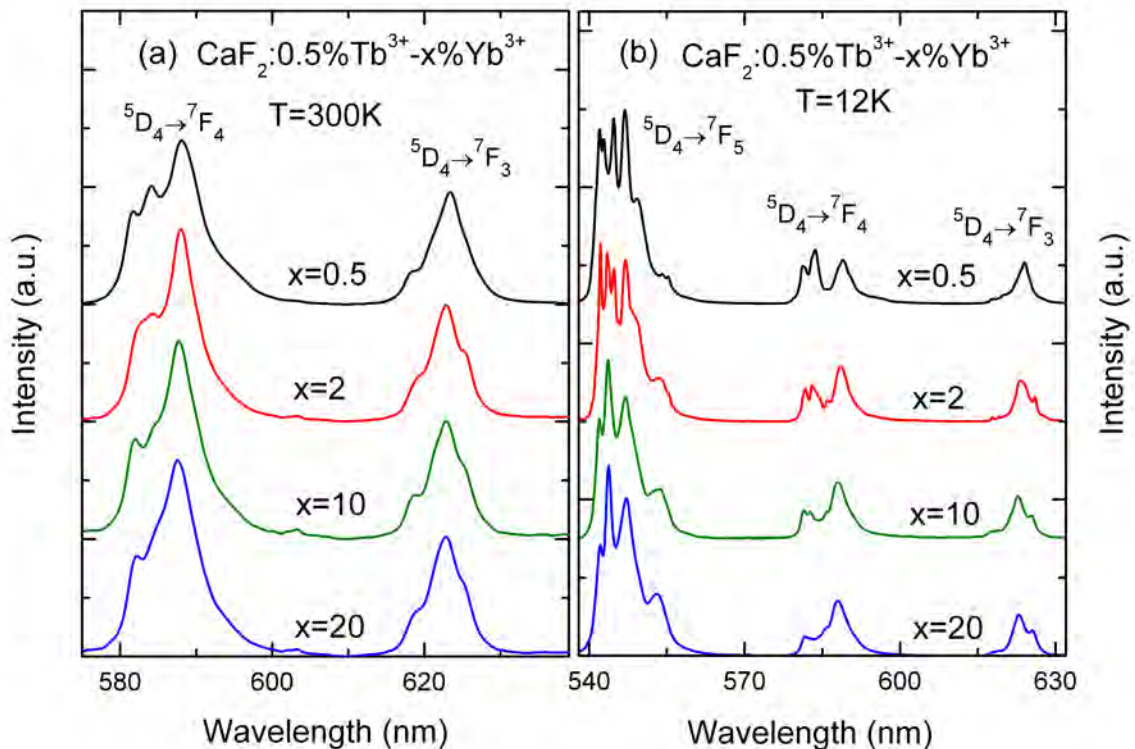 (a) CaF₂:0.5%Tb³⁺-x%Yb³⁺
T=300K
⁵D₄→⁷F₄
⁵D₄→⁷F₃
x=0.5
x=2
x=10
x=20
580 600 620
Wavelength (nm)
Intensity (a.u.)
(b) CaF₂:0.5%Tb³⁺-x%Yb³⁺
T=12K
⁵D₄→⁷F₅
⁵D₄→⁷F₄
⁵D₄→⁷F₃
x=0.5
x=2
x=10
x=20
540 570 600 630
Wavelength (nm)
Intensity (a.u.)